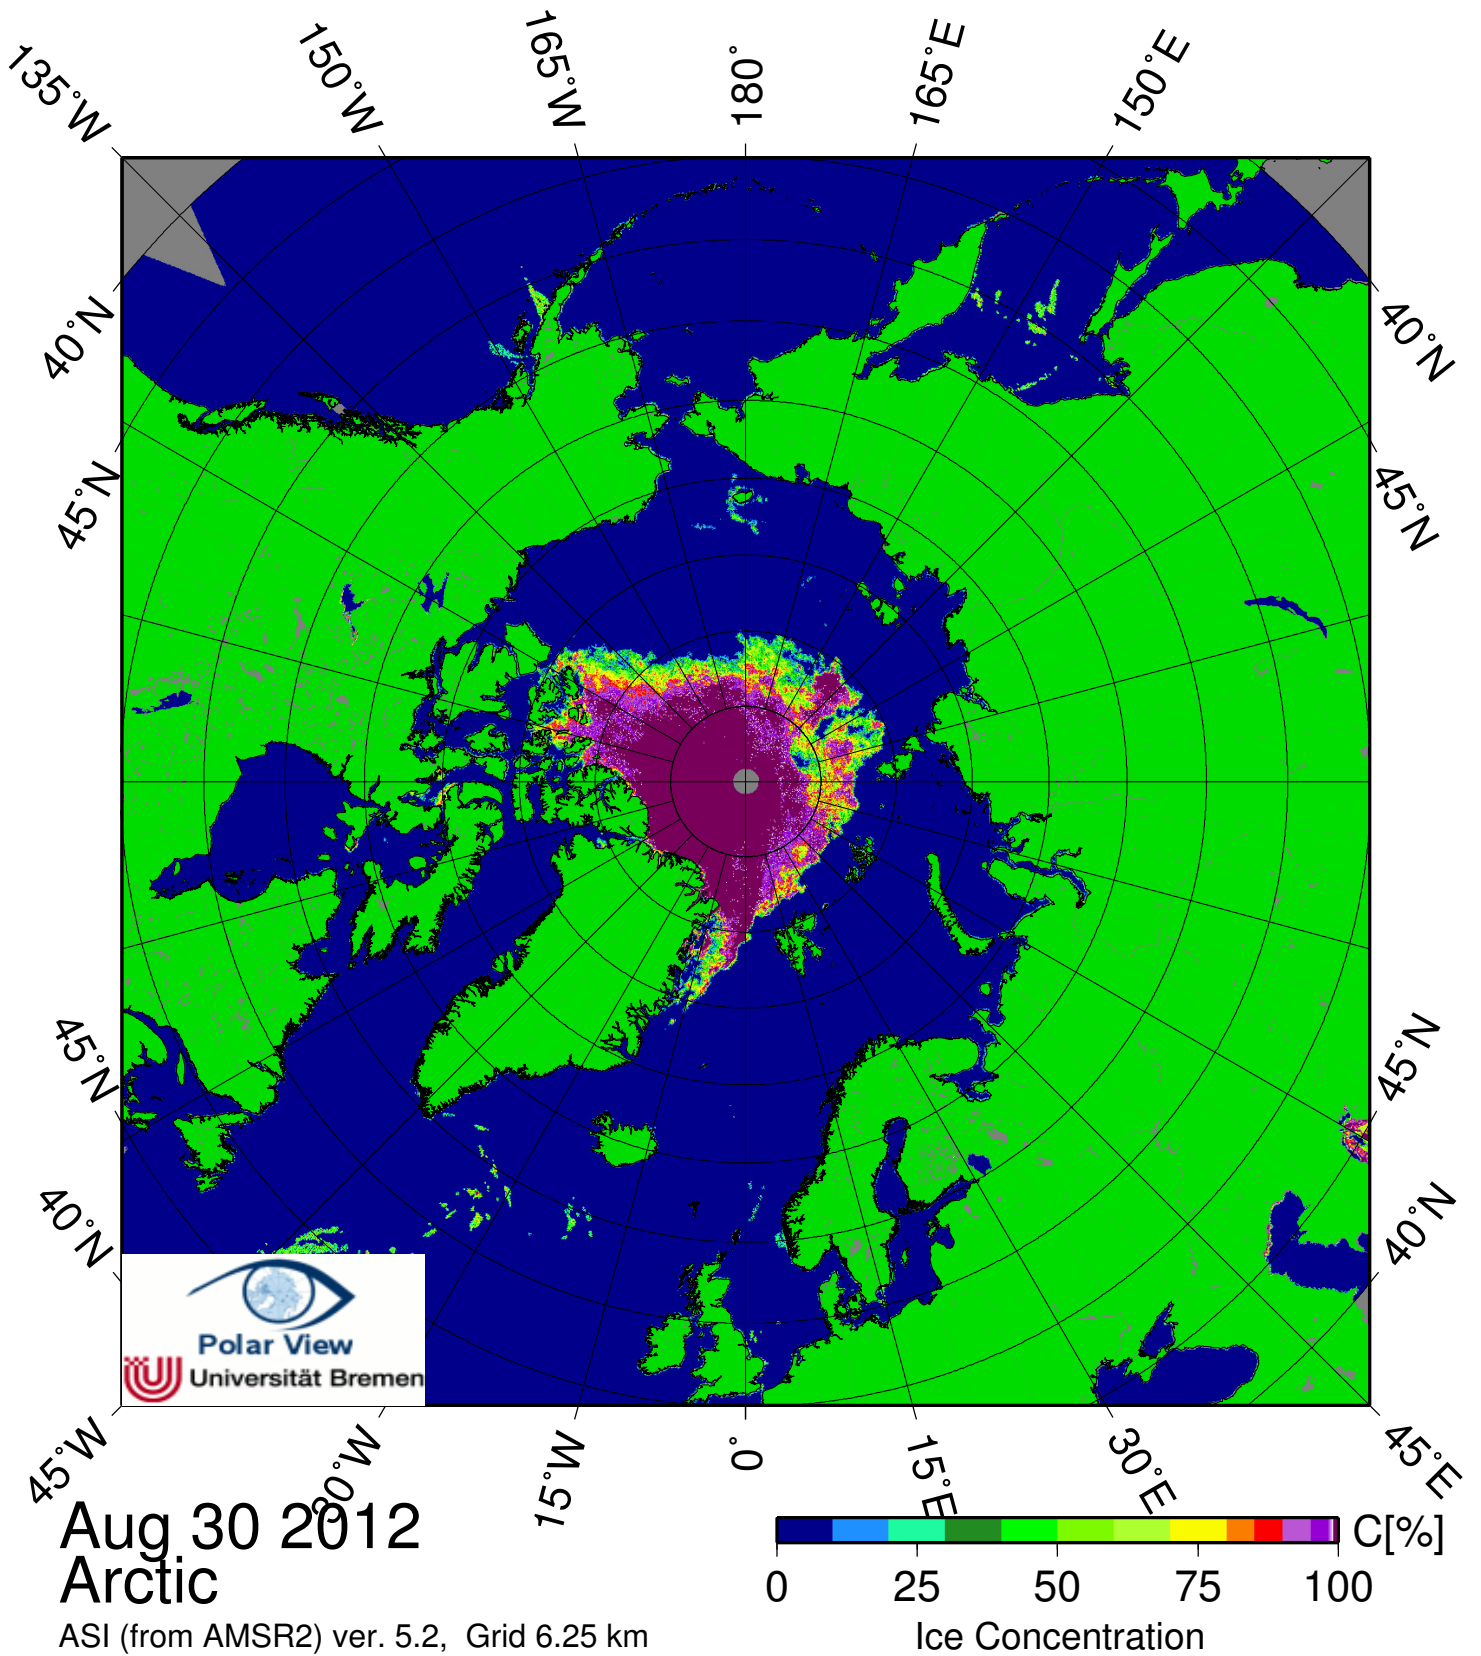 135°W
150°W
165°W
180°
165°E
150°E
40°N
40°N
45°N
45°N
45°N
45°N
40°N
40°N
Polar View
Universität Bremen
45°W
30°W
15°W
0°
15°E
30°E
45°E
Aug 30 2012
Arctic
ASI (from AMSR2) ver. 5.2, Grid 6.25 km
C[%]
0 25 50 75 100
Ice Concentration